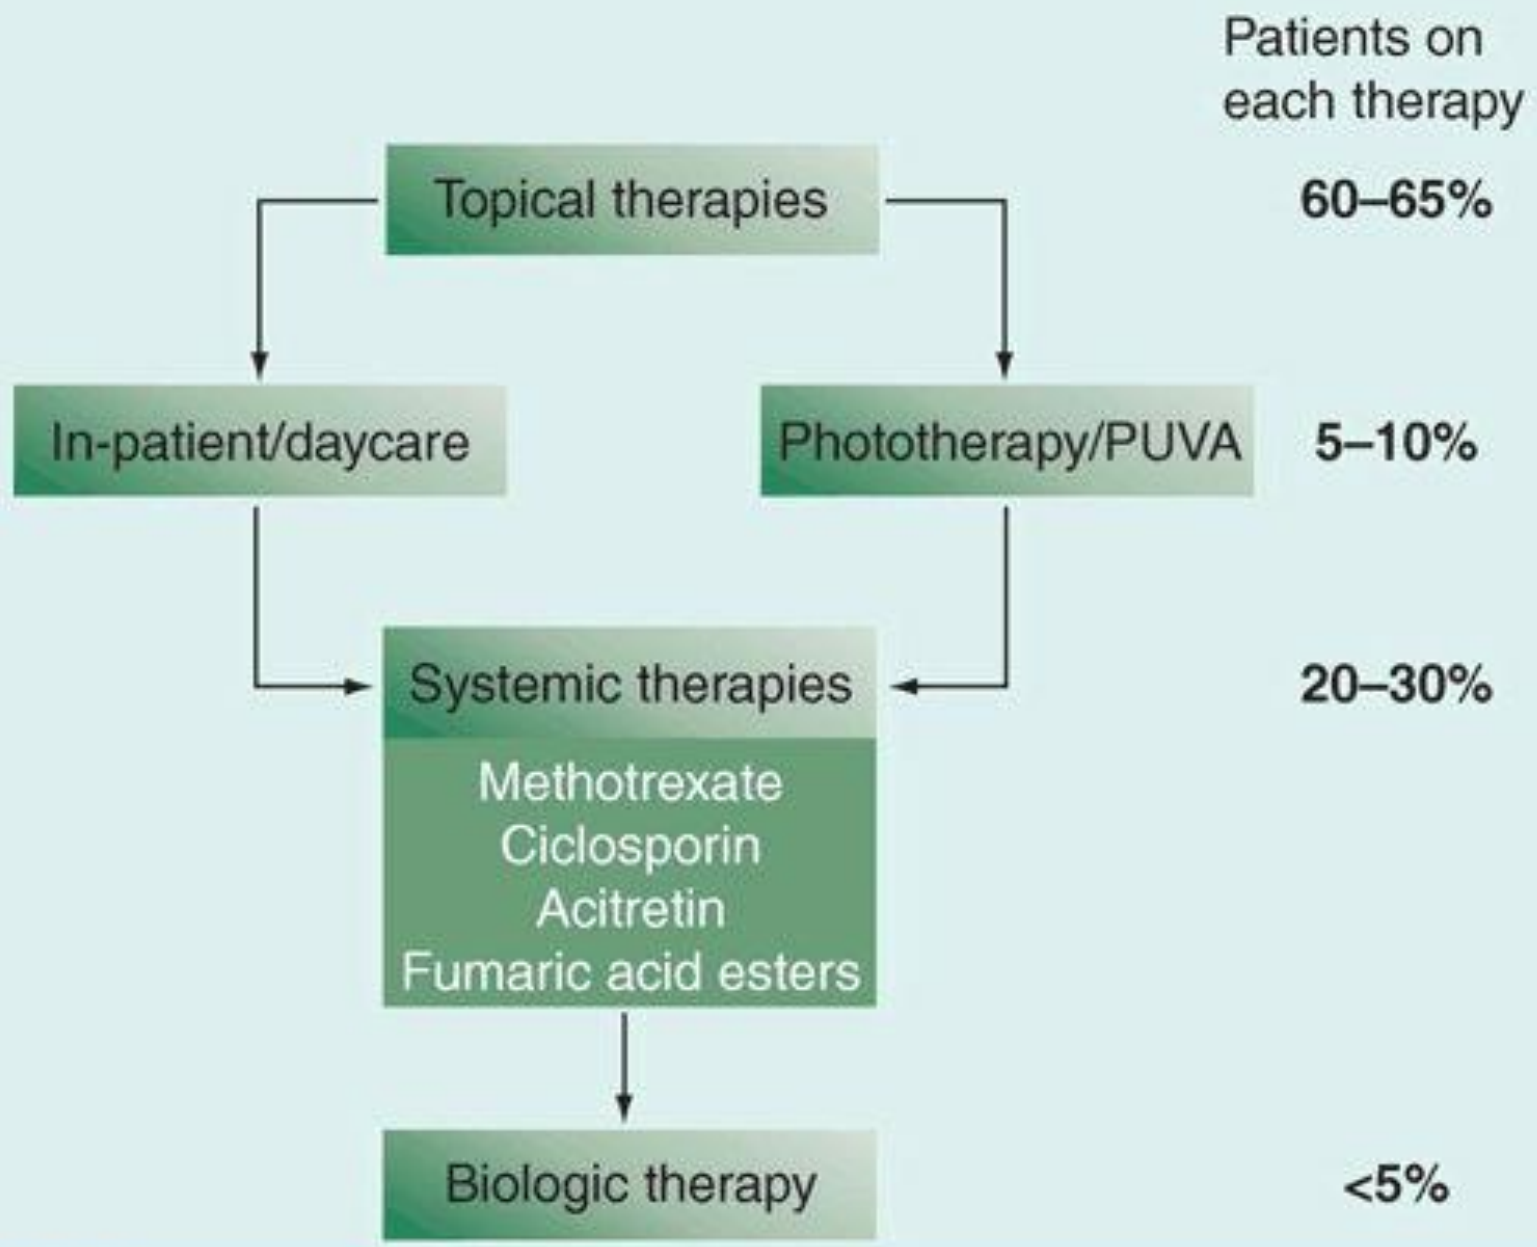 Patients on
each therapy
Topical therapies
60–65%
In-patient/daycare
Phototherapy/PUVA
5–10%
Systemic therapies
20–30%
Methotrexate
Ciclosporin
Acitretin
Fumaric acid esters
Biologic therapy
<5%